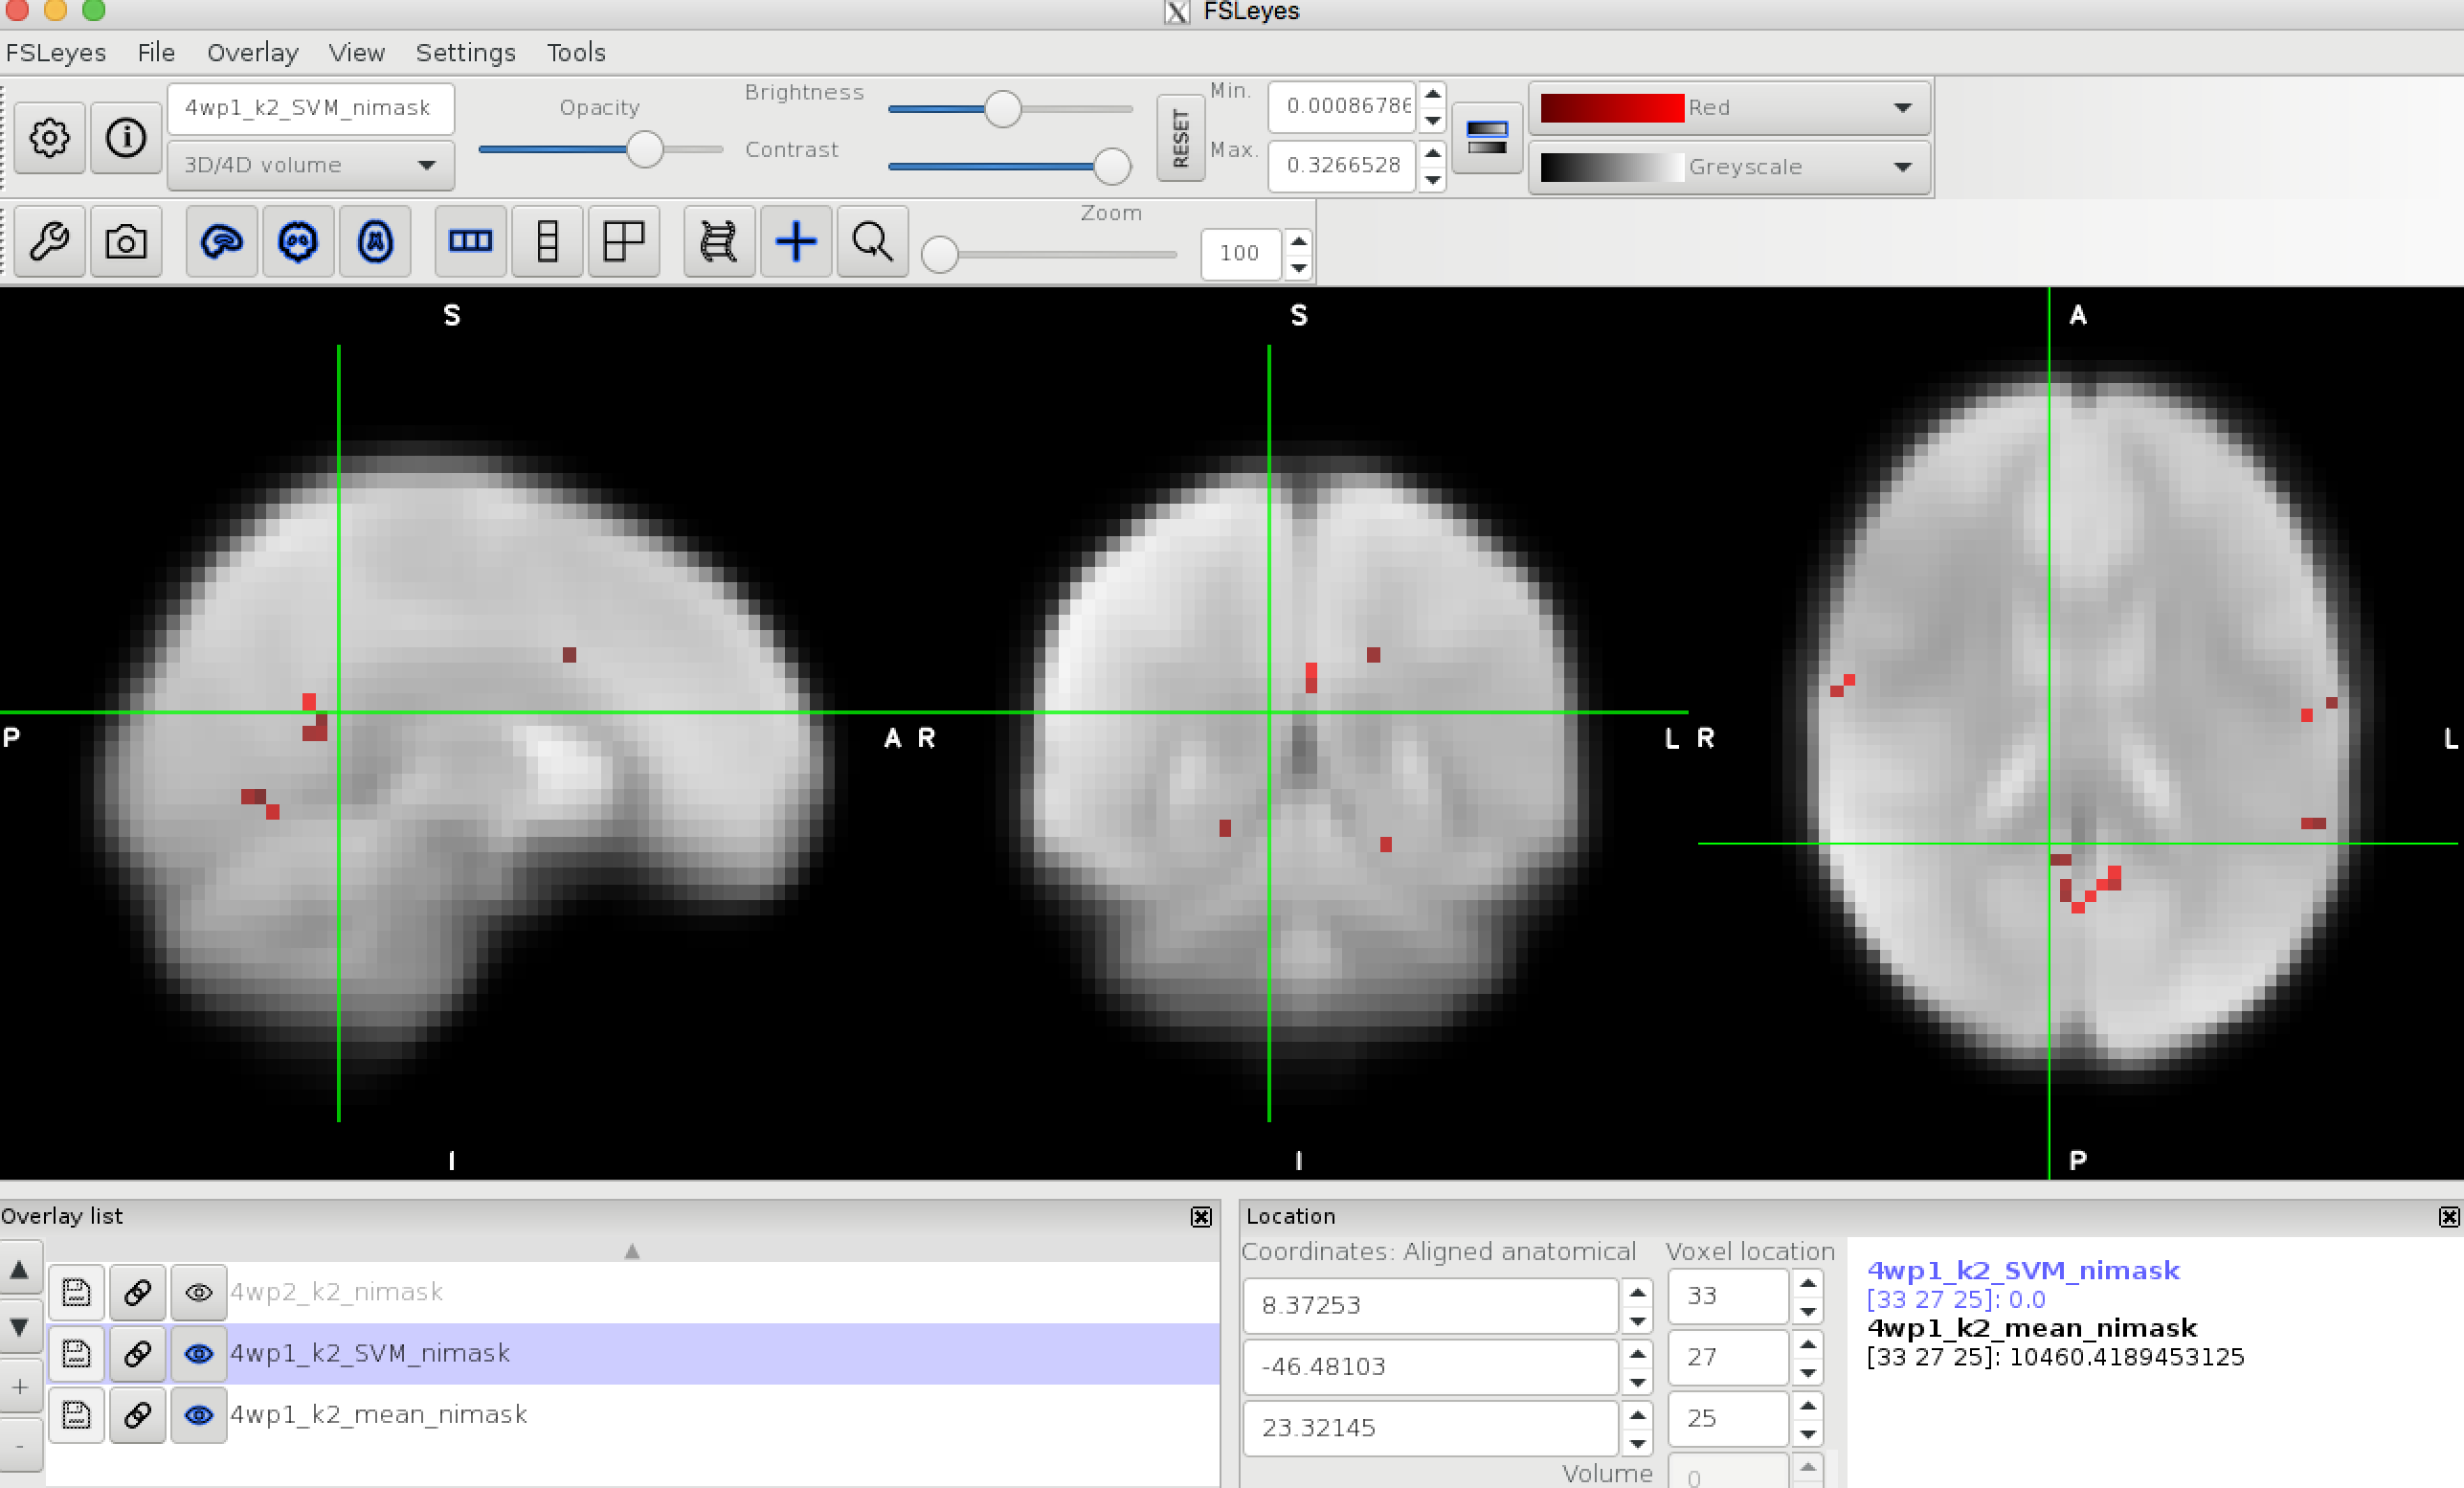 FSLeyes
FSLeyes File Overlay View Settings Tools
4wp1_k2_SVM_nimask
3D/4D volume
Opacity
Brightness
Contrast
RESET
Min. 0.00086786
Max. 0.3266528
Red
Greyscale
Zoom
100
S S A
P A R L R L
I I P
Overlay list
4wp2_k2_nimask
4wp1_k2_SVM_nimask
4wp1_k2_mean_nimask
Location
Coordinates: Aligned anatomical Voxel location
8.37253 33
-46.48103 27
23.32145 25
Volume 0
4wp1_k2_SVM_nimask
[33 27 25]: 0.0
4wp1_k2_mean_nimask
[33 27 25]: 10460.4189453125